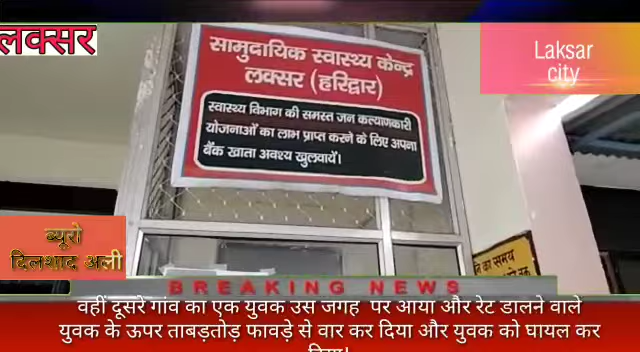 लक्सर
सामुदायिक स्वास्थ्य केन्द्र
लक्सर (हरिद्वार)
स्वास्थ्य विभाग की समस्त जन कल्याणकारी
योजनाओं का लाभ प्राप्त करने के लिए अपना
बैंक खाता अवश्य खुलवायें।
Laksar
city
का समय
ब्यूरो
दिलशाद अली
BREAKING NEWS
वहीं दूसरे गांव का एक युवक उस जगह पर आया और रेट डालने वाले
युवक के ऊपर ताबड़तोड़ फावड़े से वार कर दिया और युवक को घायल कर
दिया।